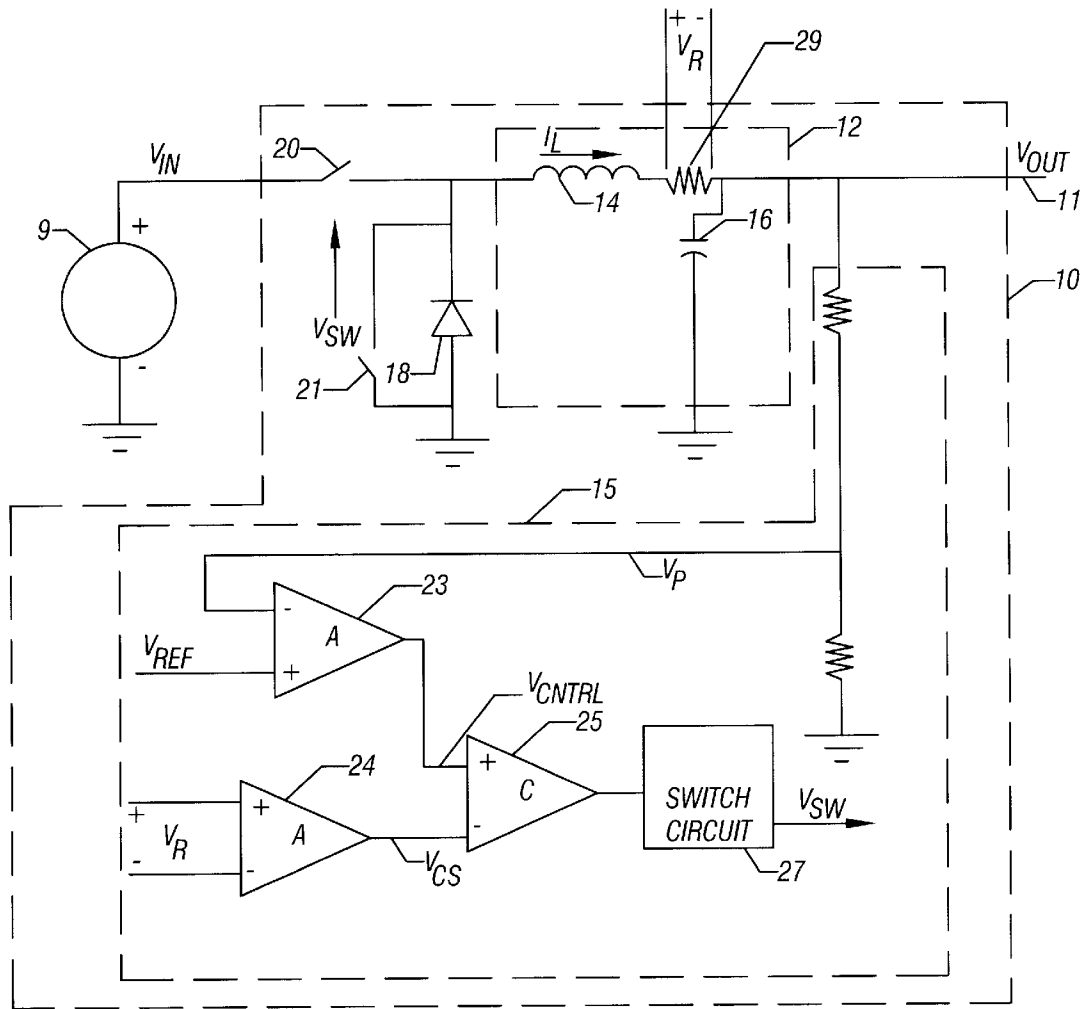 + -
V_R
29
12
I_L
V_IN
20
V_OUT
11
14
9
+
16
10
V_SW
18
21
-
15
V_P
23
-
A
V_REF
+
V_CNTRL
25
24
+
C
SWITCH
CIRCUIT
V_SW
+
+
A
V_R
-
-
-
V_CS
27